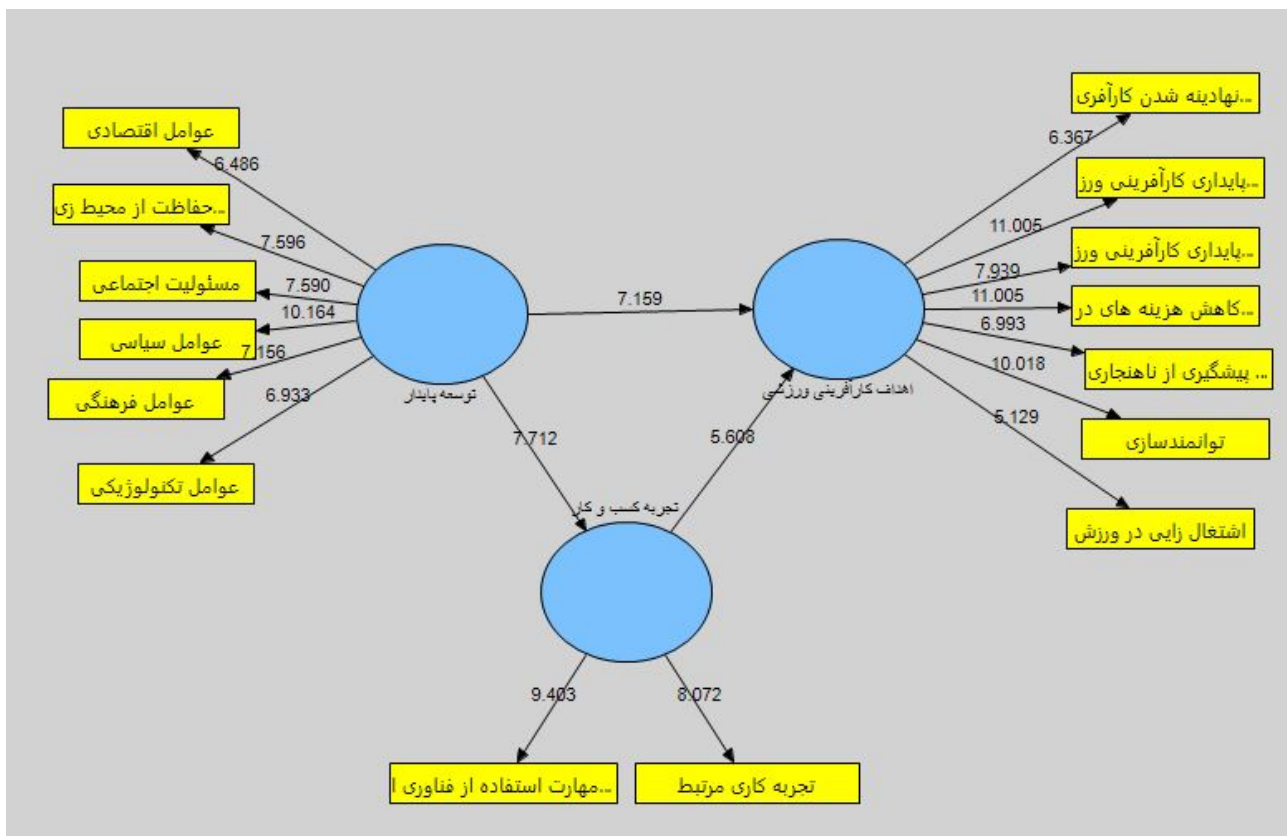 عوامل اقتصادی
6.486
...حفاظت از محیط زی
7.596
مسئولیت اجتماعی
7.590
10.164
عوامل سیاسی
7.156
عوامل فرهنگی
6.933
عوامل تکنولوژیکی
توسعه پایدار
7.159
7.712
5.608
تجربه کسب و کار
9.403
8.072
...مهارت استفاده از فناوری ا
تجربه کاری مرتبط
اهداف کارآفرینی ورزشی
...نهادینه شدن کارآفری
6.367
...پایداری کارآفرینی ورز
11.005
...پایداری کارآفرینی ورز
7.939
11.005
...کاهش هزینه های در
6.993
... پیشگیری از ناهنجاری
10.018
توانمندسازی
5.129
اشتغال زایی در ورزش